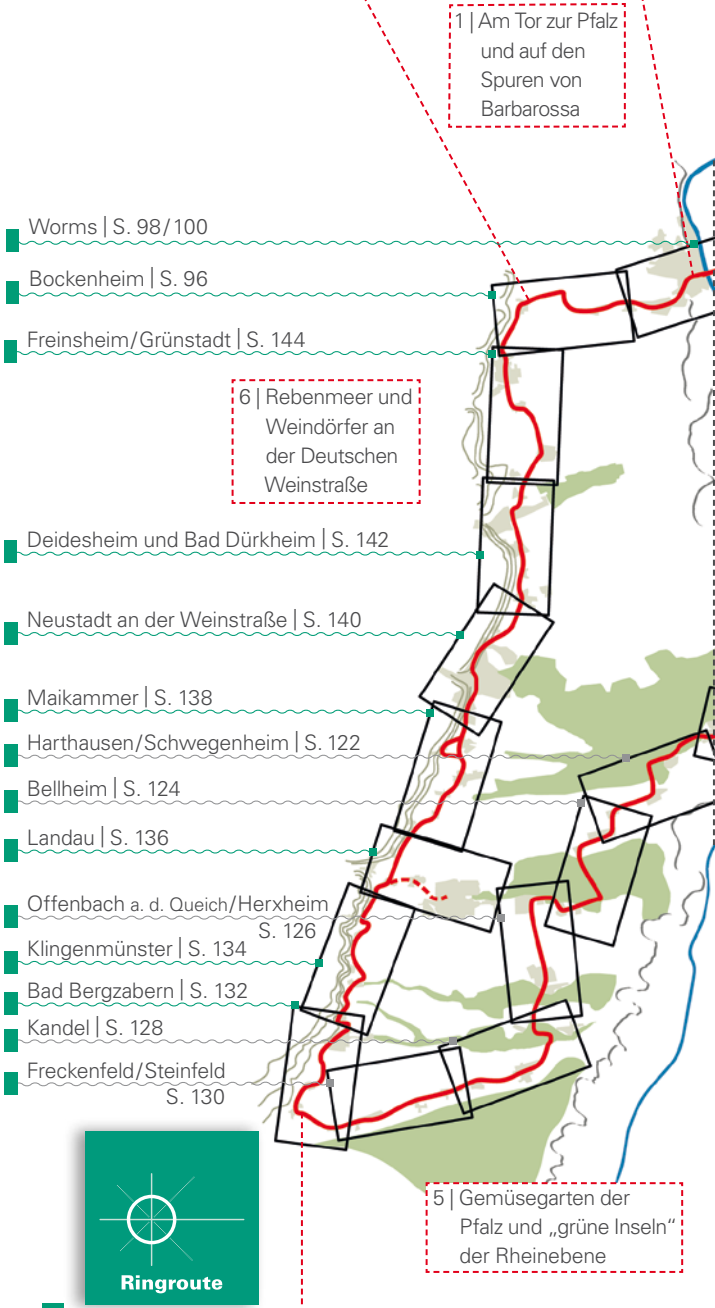 1 | Am Tor zur Pfalz
und auf den
Spuren von
Barbarossa
Worms | S. 98/100
Bockenheim | S. 96
Freinsheim/Grünstadt | S. 144
6 | Rebenmeer und
Weindörfer an
der Deutschen
Weinstraße
Deidesheim und Bad Dürkheim | S. 142
Neustadt an der Weinstraße | S. 140
Maikammer | S. 138
Harthausen/Schwegenheim | S. 122
Bellheim | S. 124
Landau | S. 136
Offenbach a. d. Queich/Herxheim
S. 126
Klingenmünster | S. 134
Bad Bergzabern | S. 132
Kandel | S. 128
Freckenfeld/Steinfeld
S. 130
5 | Gemüsegarten der
Pfalz und „grüne Inseln“
der Rheinebene
Ringroute